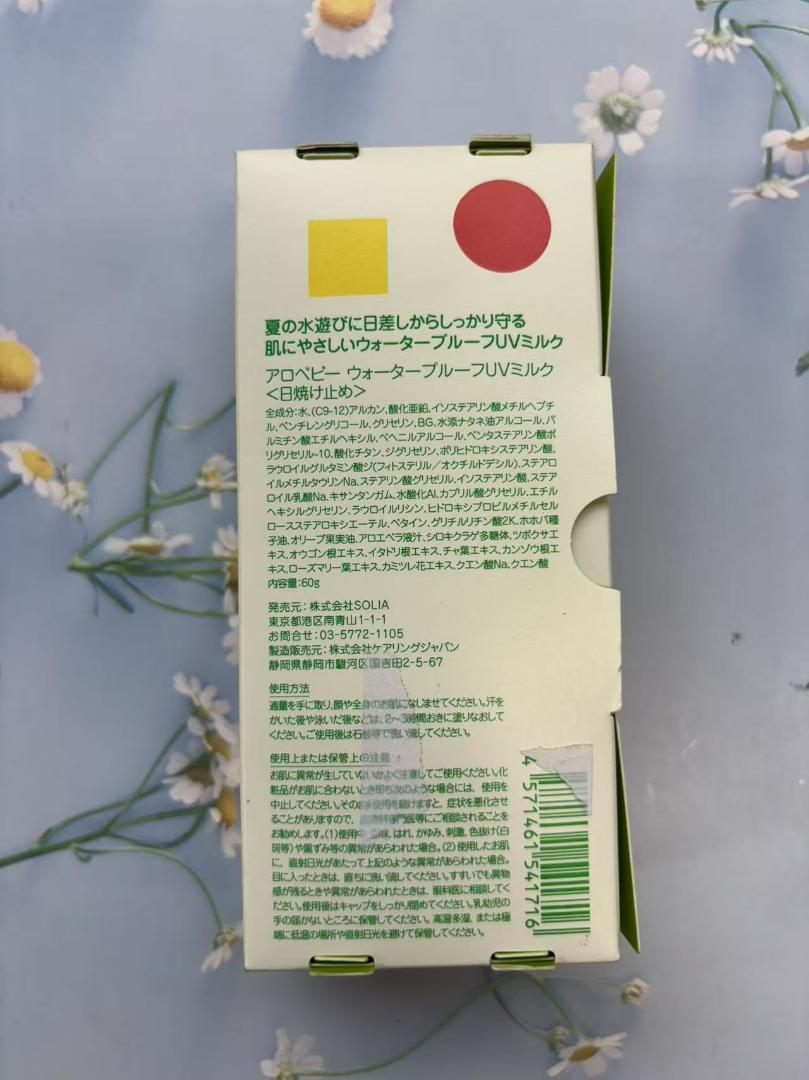 夏の水遊びに日差しからしっかり守る
肌にやさしいウォータープルーフUVミルク
アロベビー ウォータープルーフUVミルク
<日焼け止め>
全成分:水、(C9-12)アルカン、酸化亜鉛、イソステアリン酸メチルヘプチ
ル、ペンチレングリコール、グリセリン、BG、水添ナタネ油アルコール、パ
ルミチン酸エチルヘキシル、ベヘニルアルコール、ペンタステアリン酸ポ
リグリセリル-10、酸化チタン、ジグリセリン、ポリヒドロキシステアリン酸、
ラウロイルグルタミン酸ジ(フィトステリル/オクチルドデシル)、ステアロ
イルメチルタウリンNa、ステアリン酸グリセリル、イソステアリン酸、ステア
ロイル乳酸Na、キサンタンガム、水酸化Al、カプリル酸グリセリル、エチル
ヘキシルグリセリン、ラウロイルリシン、ヒドロキシプロピルメチルセル
ロースステアロキシエーテル、ベタイン、グリチルリチン酸2K、ホホバ種
子油、オリーブ果実油、アロエベラ液汁、シロキクラゲ多糖体、ツボクサエ
キス、オウゴン根エキス、イタドリ根エキス、チャ葉エキス、カンゾウ根エ
キス、ローズマリー葉エキス、カミツレ花エキス、クエン酸Na、クエン酸
内容量:60g
発売元:株式会社SOLIA
東京都港区南青山1-1-1
お問合せ:03-5772-1105
製造販売元:株式会社ケアリングジャパン
静岡県静岡市駿河区国吉田2-5-67
使用方法
適量を手に取り、顔や全身のお肌になじませてください。汗を
かいた後や泳いだ後などは、2〜3時間おきに塗りなおして
ください。ご使用後は石鹸等で洗い流してください。
使用上または保管上の注意
お肌に異常が生じていないかよく注意してご使用ください。化
粧品がお肌に合わないとき即ち次のような場合には、使用を
中止してください。そのまま使用を続けますと、症状を悪化させ
ることがありますので、皮膚科専門医等にご相談されることを
お勧めします。(1)使用中、赤味、はれ、かゆみ、刺激、色抜け(白
斑等)や黒ずみ等の異常があらわれた場合。(2)使用したお肌
に、直射日光があたって上記のような異常があらわれた場合。
目に入ったときは、直ちに洗い流してください。すすいでも異物
感が残るときや異常があらわれたときは、眼科医に相談してく
ださい。使用後はキャップをしっかり閉めてください。乳幼児の
手の届かないところに保管してください。高温多湿、または極
端に低温の場所や直射日光を避けて保管してください。
4571461541716